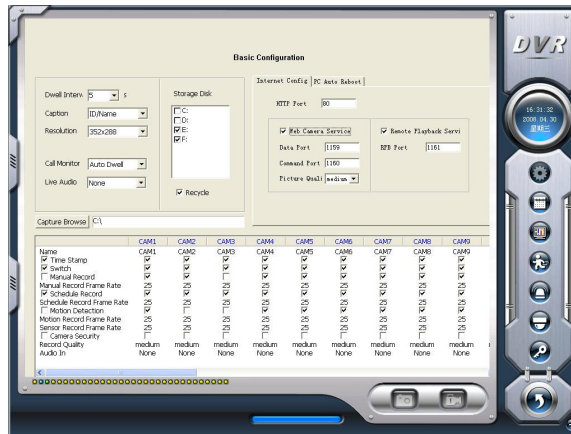 DVR
Basic Configuration
Internet Config PC Auto Reboot
Dwell Interv. 5 s
Storage Disk
Caption ID/Name
C:
D:
E:
F:
HTTP Port 80
Resolution 352x288
Web Camera Service
Remote Playback Servi
Data Port 1159
RPB Port 1161
Command Port 1160
Picture Quali medium
Call Monitor Auto Dwell
Live Audio None
Recycle
Capture Browse C:\
16:31:32
2008.04.30
星期三
CAM1 CAM2 CAM3 CAM4 CAM5 CAM6 CAM7 CAM8 CAM9
Name CAM1 CAM2 CAM3 CAM4 CAM5 CAM6 CAM7 CAM8 CAM9
Time Stamp
Switch
Manual Record
Manual Record Frame Rate 25 25 25 25 25 25 25 25 25
Schedule Record
Schedule Record Frame Rate 25 25 25 25 25 25 25 25 25
Motion Detection
Motion Record Frame Rate 25 25 25 25 25 25 25 25 25
Sensor Record Frame Rate 25 25 25 25 25 25 25 25 25
Camera Security
Record Quality medium medium medium medium medium medium medium medium medium
Audio In None None None None None None None None None